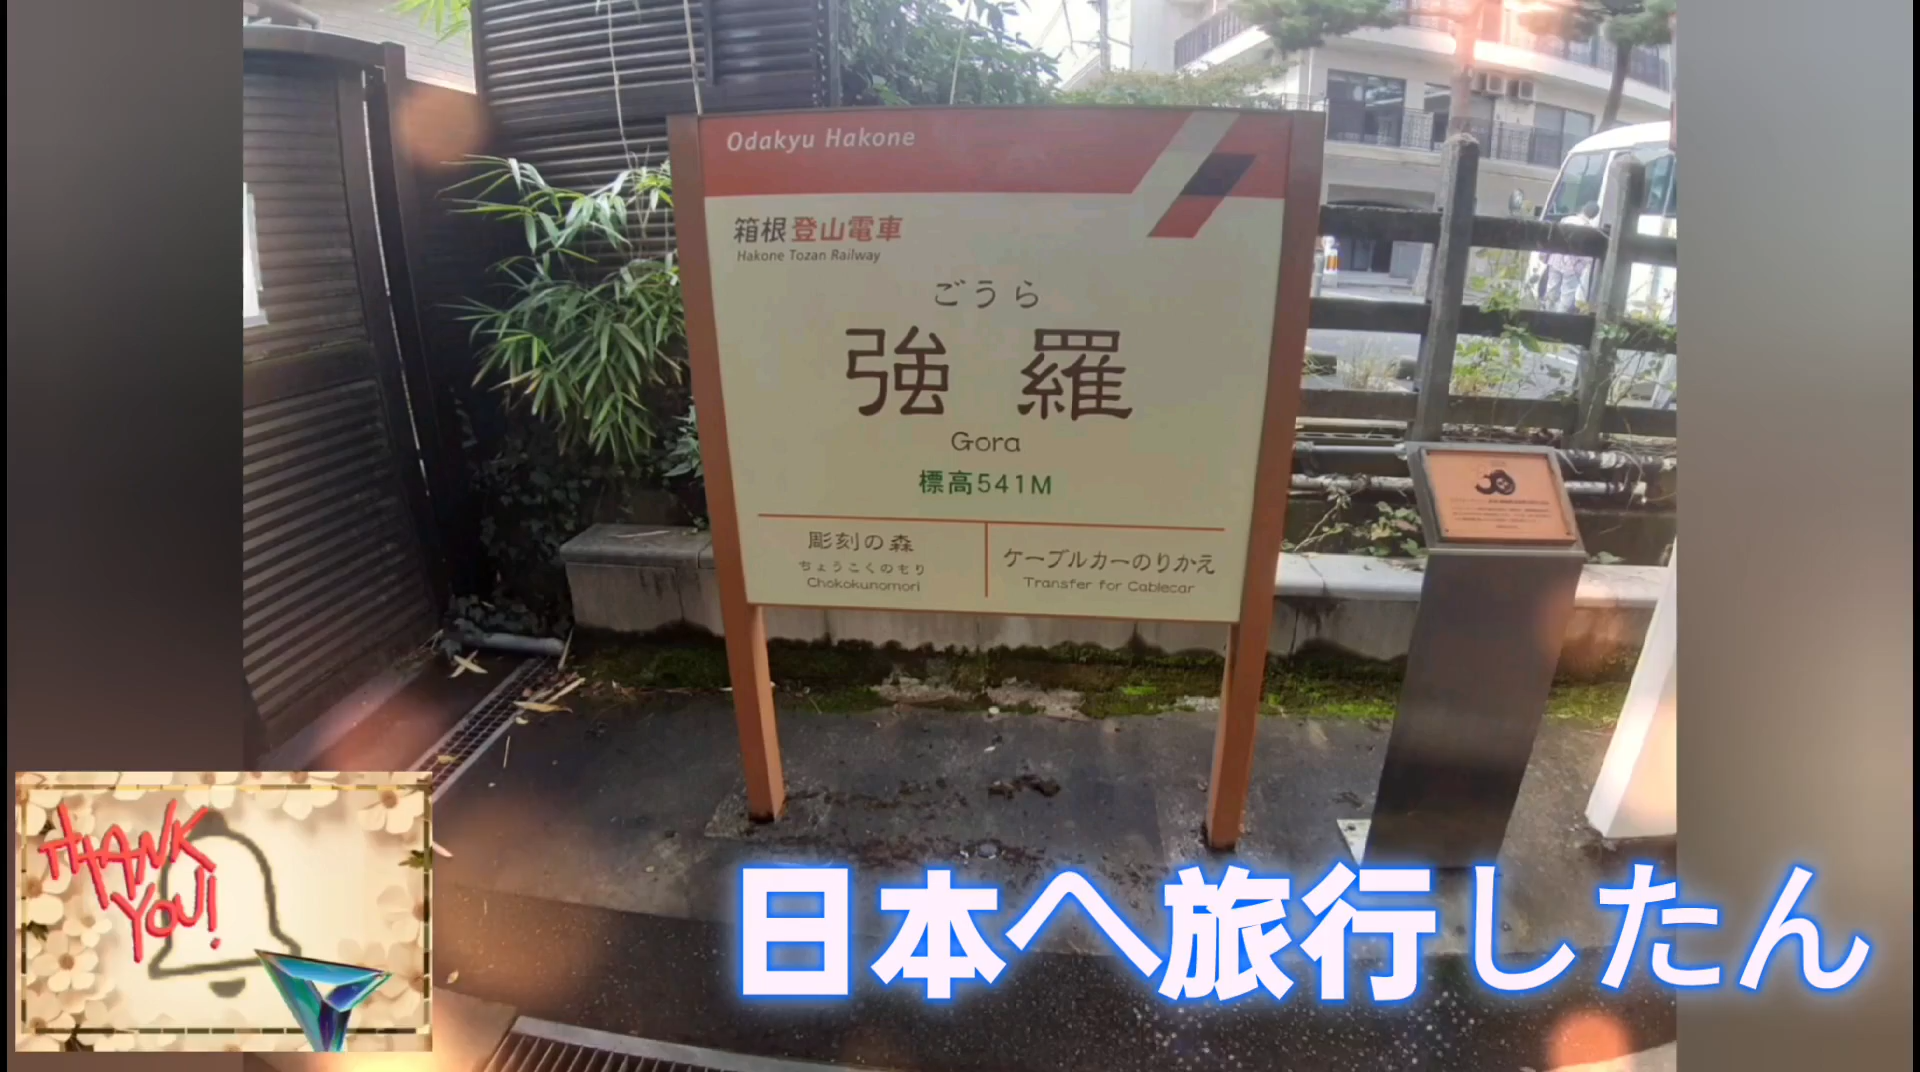 Odakyu Hakone
箱根登山電車
Hakone Tozan Railway
ごうら
強羅
Gora
標高541M
彫刻の森
ちょうこくのもり
Chokokunomori
ケーブルカーのりかえ
Transfer for Cablecar
THANK
YOU!
日本へ旅行したん